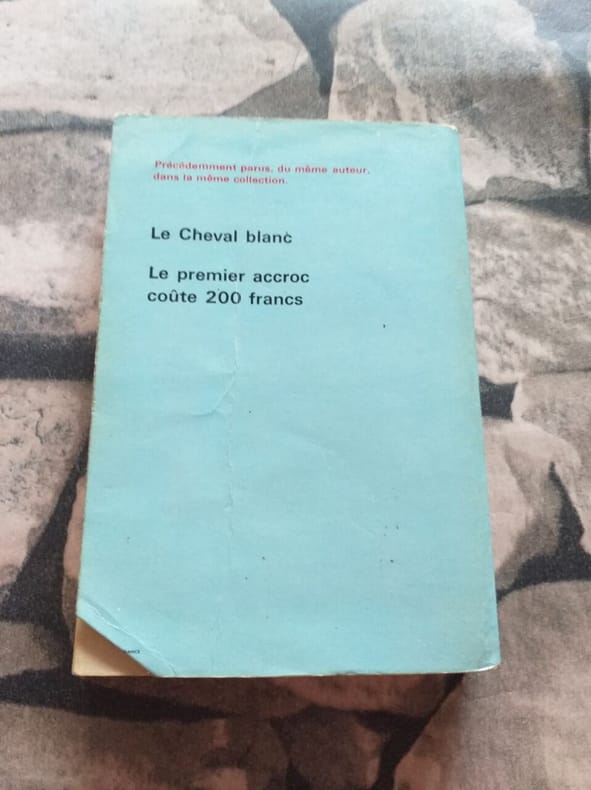 Précédemment parus, du même auteur,
dans la même collection.
Le Cheval blanc
Le premier accroc
coûte 200 francs